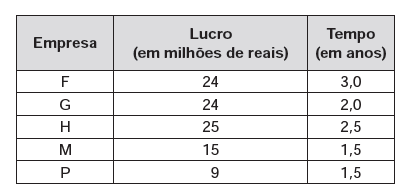 Empresa Lucro (em milhões de reais) Tempo (em anos)
F 24 3,0
G 24 2,0
H 25 2,5
M 15 1,5
P 9 1,5